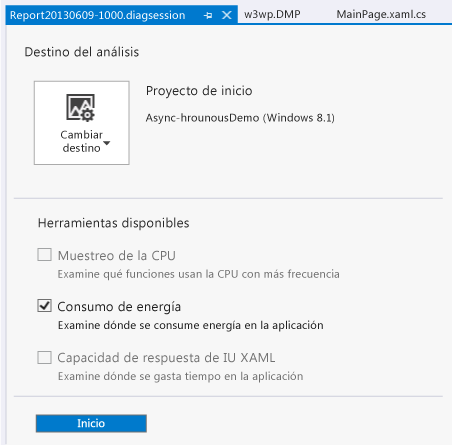 Report20130609-1000.diagsession
w3wp.DMP
MainPage.xaml.cs
Destino del análisis
Cambiar
destino
Proyecto de inicio
Async-hrounousDemo (Windows 8.1)
Herramientas disponibles
Muestreo de la CPU
Examine qué funciones usan la CPU con más frecuencia
Consumo de energía
Examine dónde se consume energía en la aplicación
Capacidad de respuesta de IU XAML
Examine dónde se gasta tiempo en la aplicación
Inicio